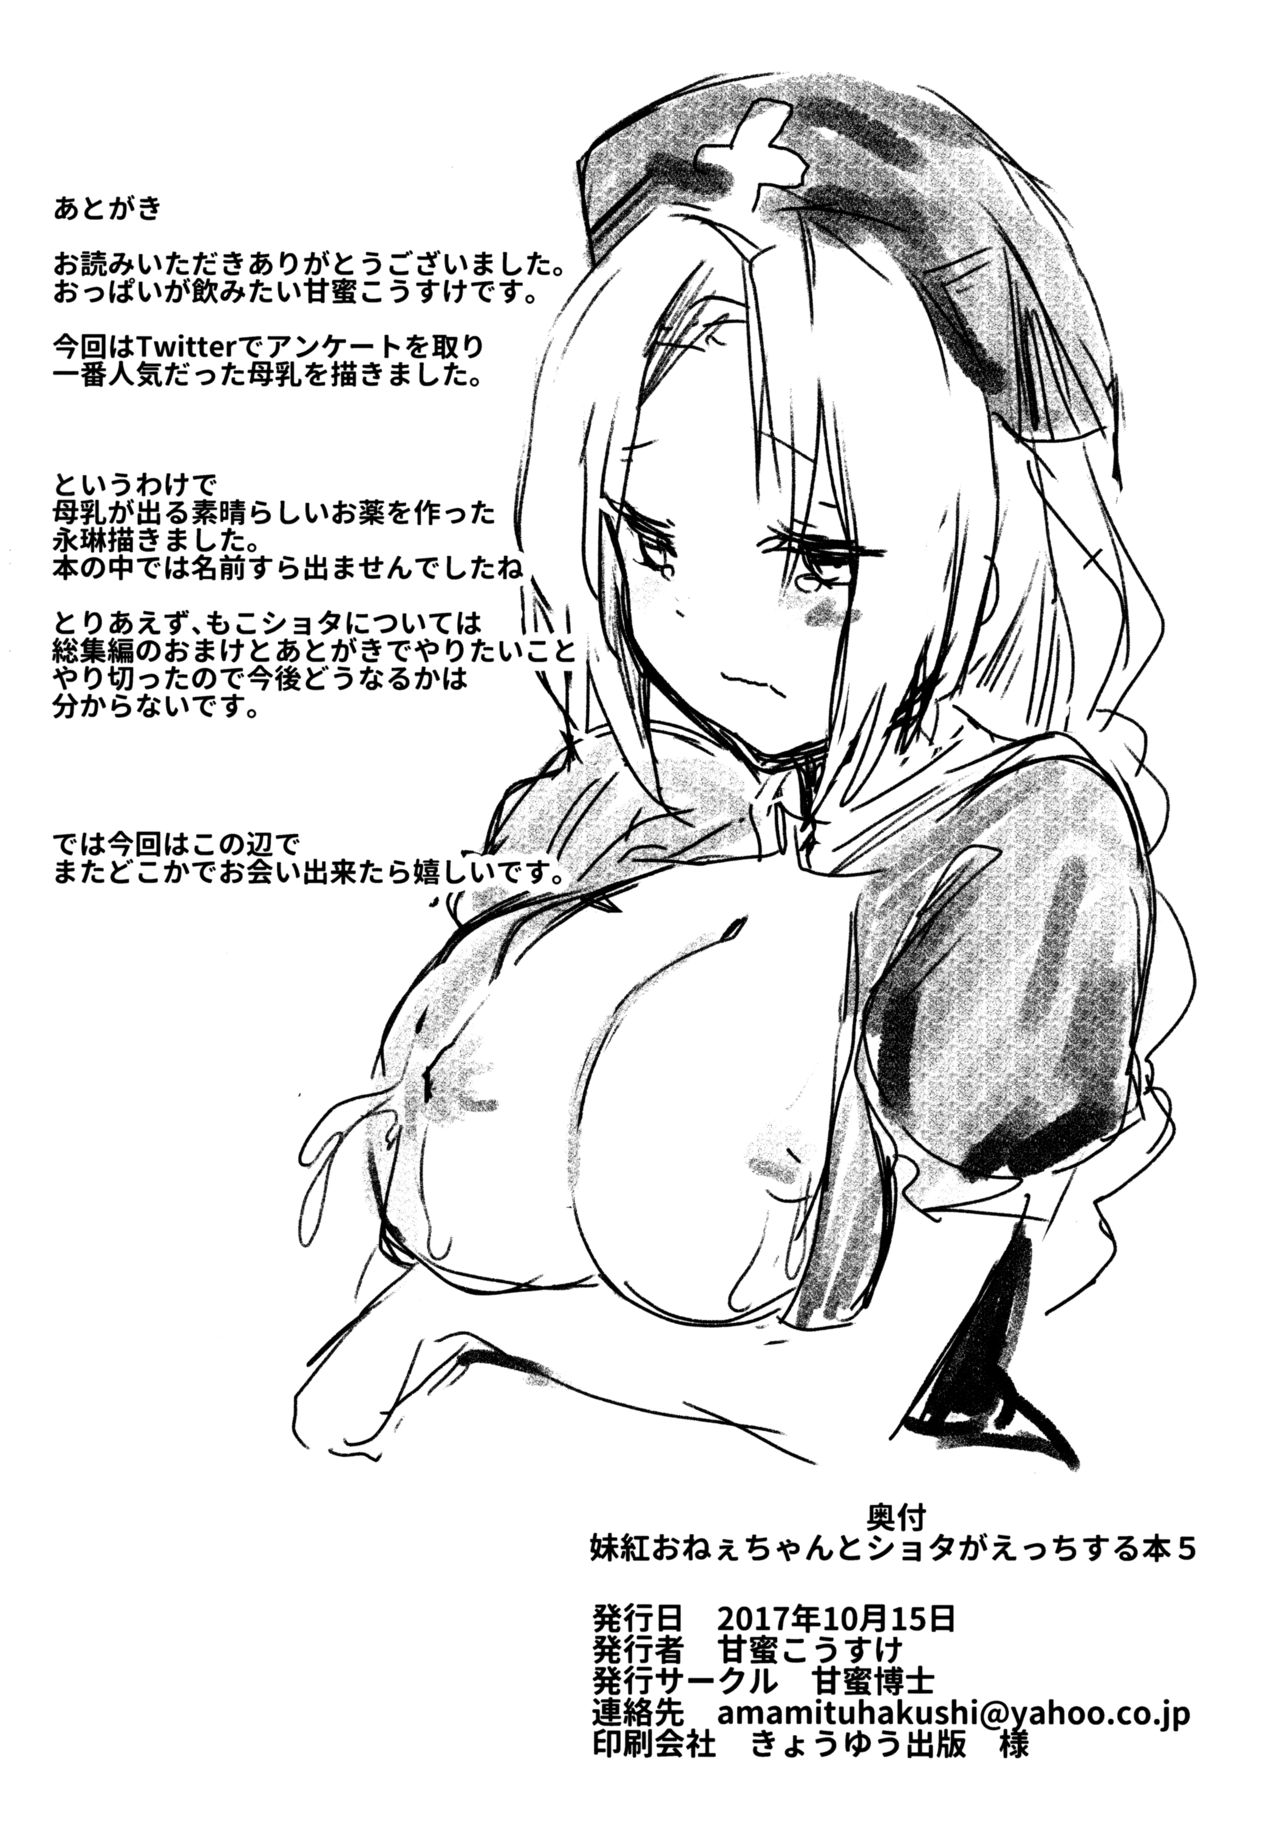 あとがき
お読みいただきありがとうございました。
おっぱいが飲みたい甘蜜こうすけです。
今回はTwitterでアンケートを取り
一番人気だった母乳を描きました。
というわけで
母乳が出る素晴らしいお薬を作った
永琳描きました。
本の中では名前すら出ませんでしたね
とりあえず、もこショタについては
総集編のおまけとあとがきでやりたいこと
やり切ったので今後どうなるかは
分からないです。
では今回はこの辺で
またどこかでお会い出来たら嬉しいです。
奥付
妹紅おねぇちゃんとショタがえっちする本５
発行日　2017年10月15日
発行者　甘蜜こうすけ
発行サークル　甘蜜博士
連絡先　amamituhakushi@yahoo.co.jp
印刷会社　きょうゆう出版　様